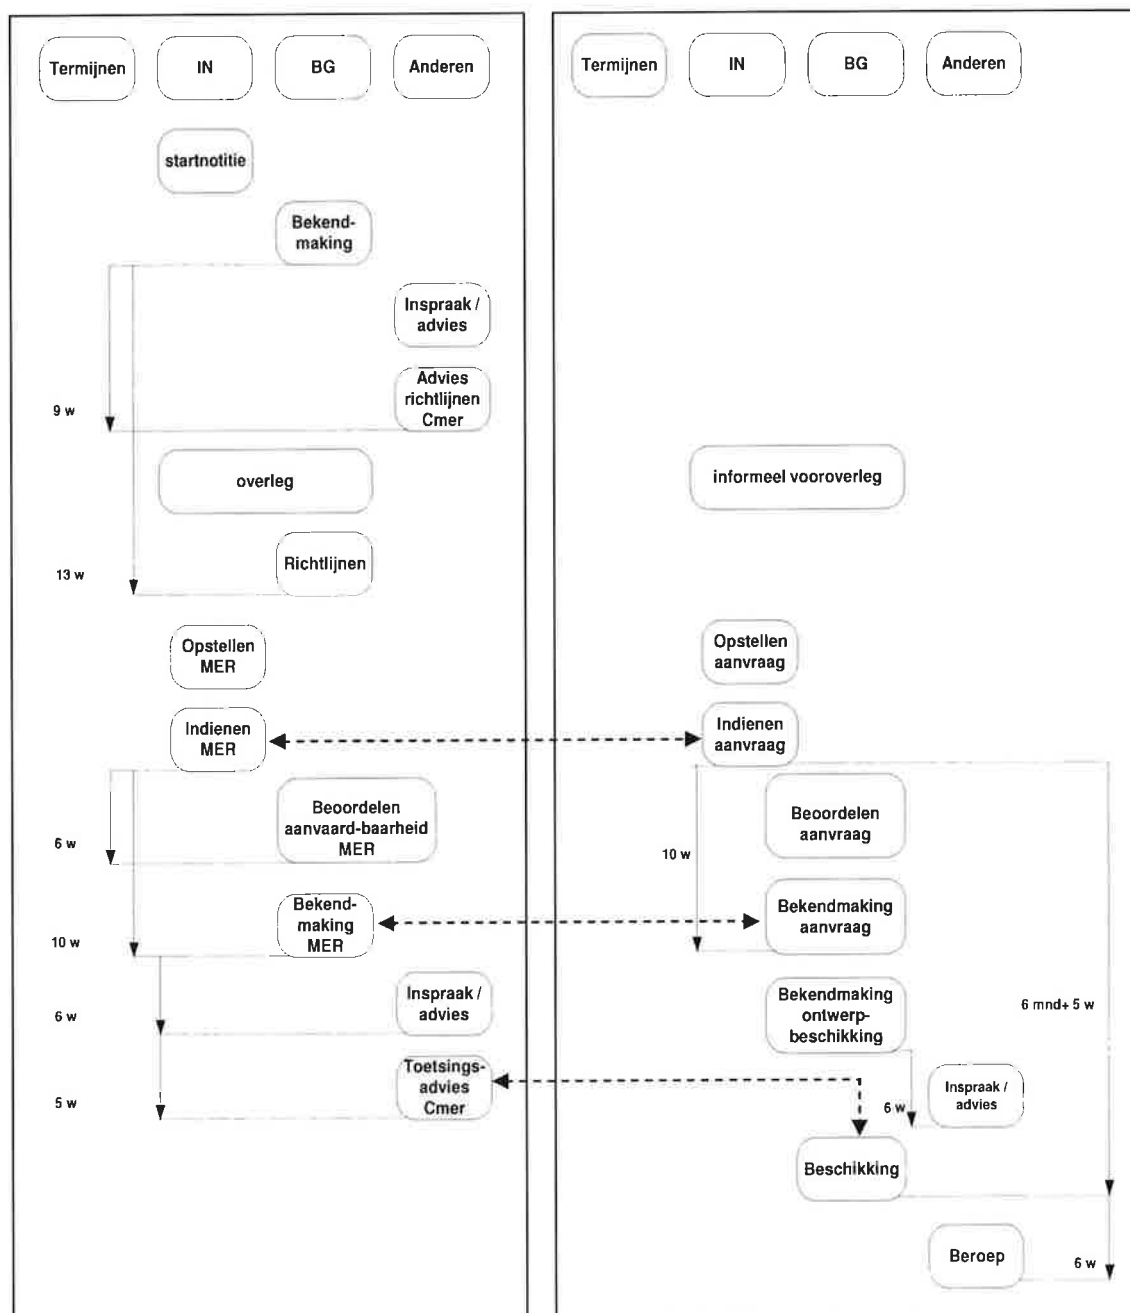 Termijnen
IN
BG
Anderen
startnotitie
Bekend-
making
Inspraak /
advies
Advies
richtlijnen
Cmer
9 w
overleg
Richtlijnen
13 w
Opstellen
MER
Indienen
MER
Beoordelen
aanvaard-baarheid
MER
6 w
Bekend-
making
MER
10 w
Inspraak /
advies
6 w
Toetsings-
advies
Cmer
5 w
Termijnen
IN
BG
Anderen
informeel vooroverleg
Opstellen
aanvraag
Indienen
aanvraag
Beoordelen
aanvraag
10 w
Bekendmaking
aanvraag
Bekendmaking
ontwerp-
beschikking
6 mnd+ 5 w
Inspraak /
advies
6 w
Beschikking
Beroep
6 w